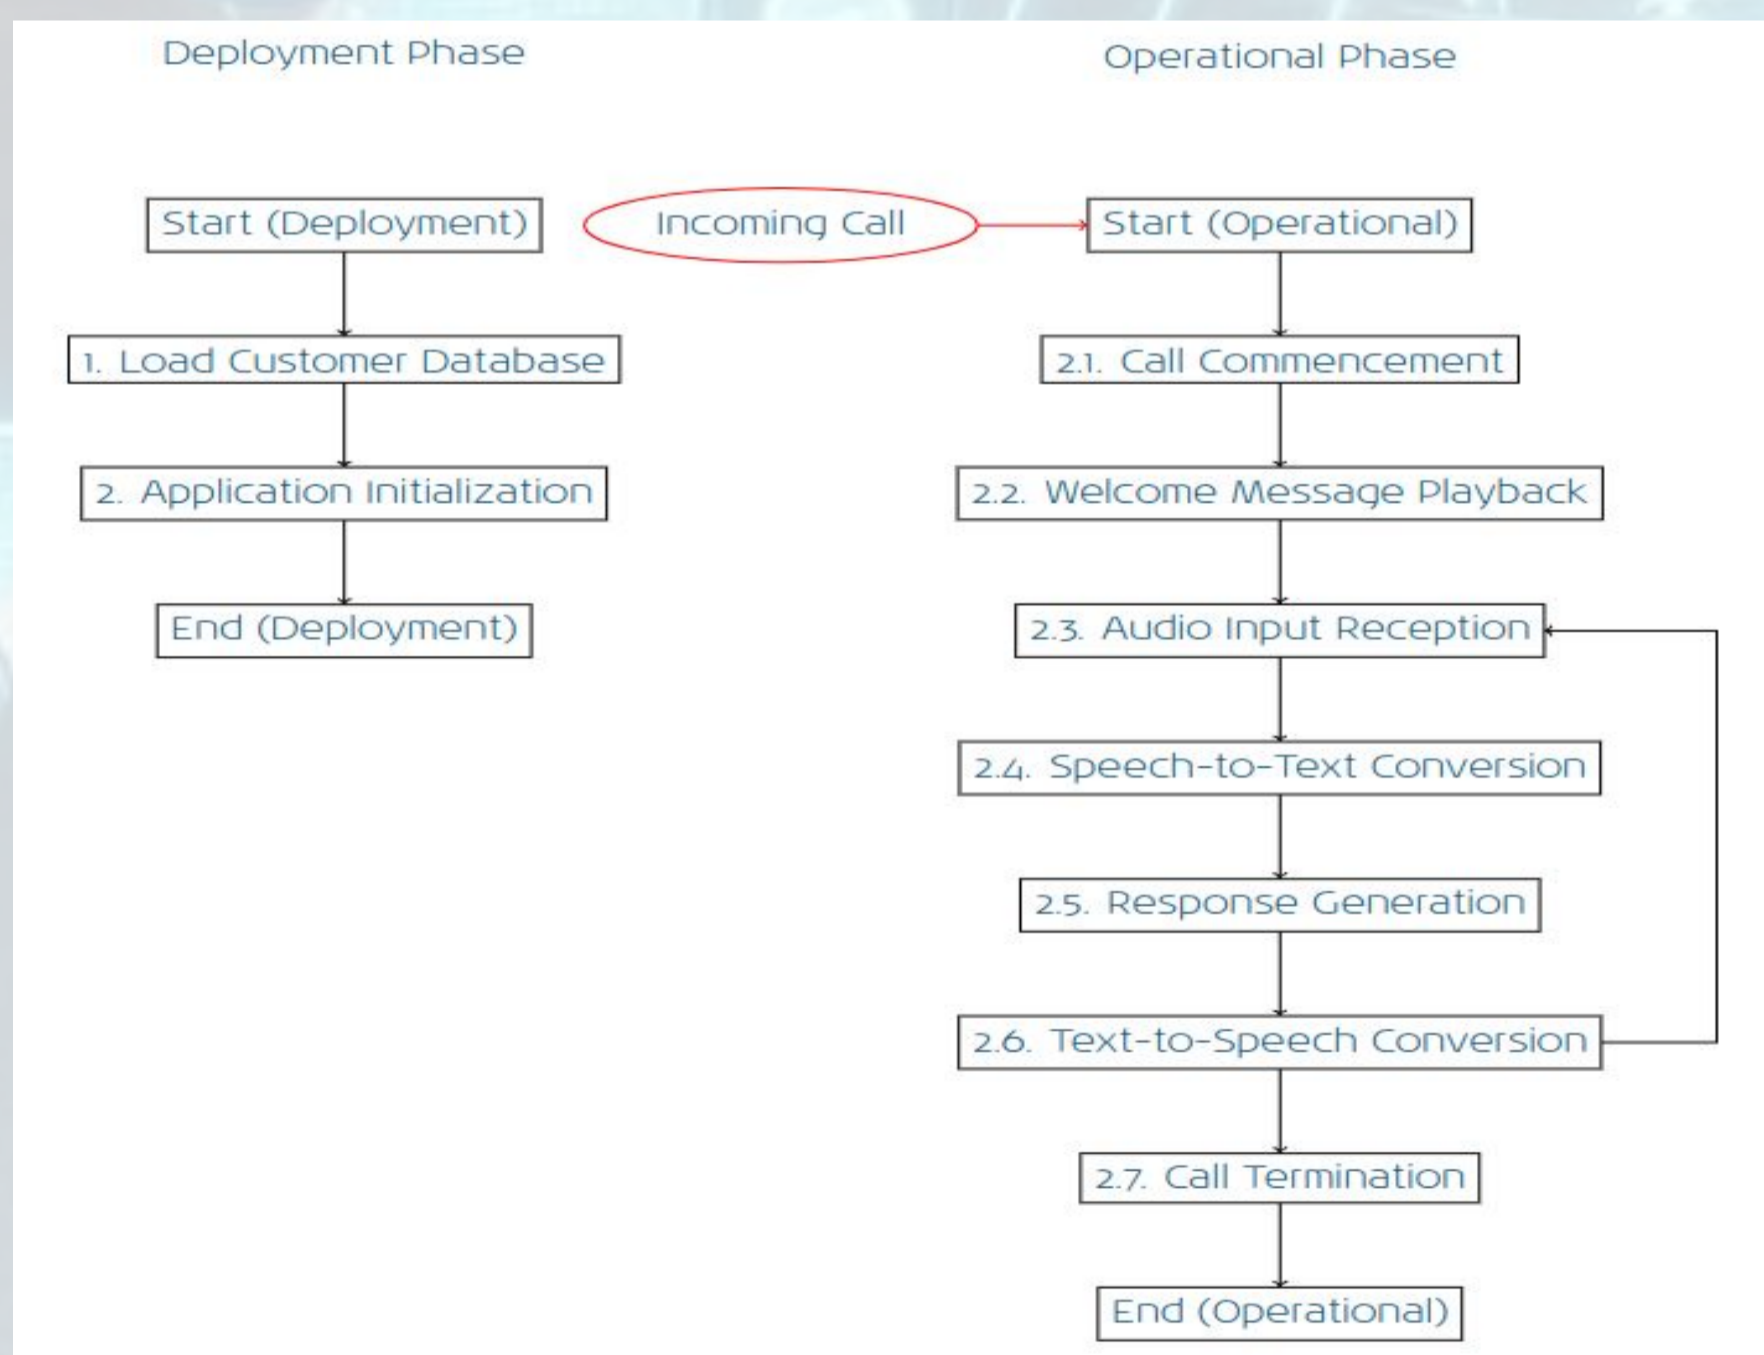 Deployment Phase
Operational Phase
Start (Deployment)
Incoming Call
Start (Operational)
1. Load Customer Database
2.1. Call Commencement
2. Application Initialization
2.2. Welcome Message Playback
End (Deployment)
2.3. Audio Input Reception
2.4. Speech-to-Text Conversion
2.5. Response Generation
2.6. Text-to-Speech Conversion
2.7. Call Termination
End (Operational)